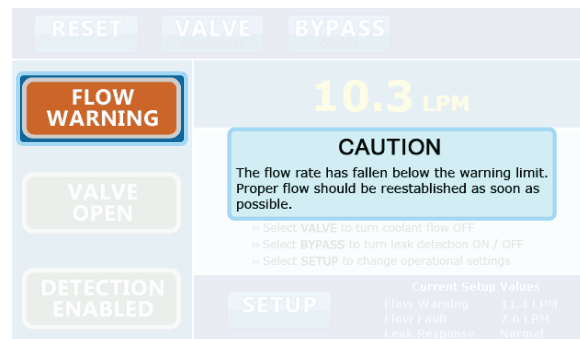 RESET VALVE BYPASS
FLOW
WARNING
10.3 LPM
CAUTION
The flow rate has fallen below the warning limit.
Proper flow should be reestablished as soon as
possible.
VALVE
OPEN
» Select VALVE to turn coolant flow OFF
» Select BYPASS to turn leak detection ON / OFF
» Select SETUP to change operational settings
DETECTION
ENABLED
SETUP
Current Setup Values
Flow Warning 11.4 LPM
Flow Fault 7.6 LPM
Leak Response Normal